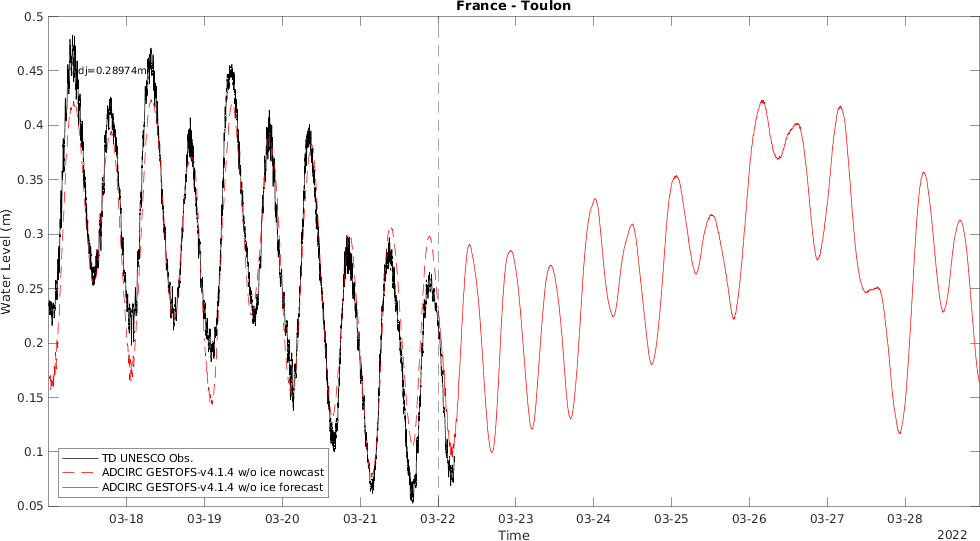 France - Toulon
0.5
0.45
0.4
0.35
0.3
0.25
0.2
0.15
0.1
0.05
Water Level (m)
dj=0.28974m
TD UNESCO Obs.
ADCIRC GESTOFS-v4.1.4 w/o ice nowcast
ADCIRC GESTOFS-v4.1.4 w/o ice forecast
03-18 03-19 03-20 03-21 03-22 03-23 03-24 03-25 03-26 03-27 03-28
Time
2022